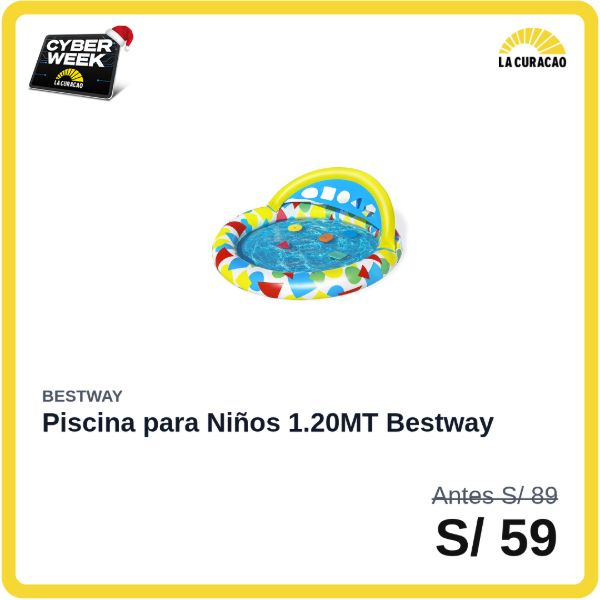 CYBER
WEEK
LA CURACAO
LA CURACAO
BESTWAY
Piscina para Niños 1.20MT Bestway
Antes S/ 89
S/ 59